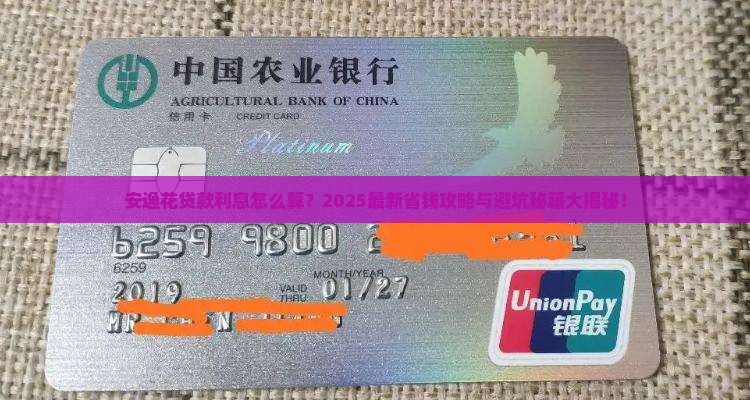 中国农业银行
AGRICULTURAL BANK OF CHINA
信用卡 CREDIT CARD
Platinum
安逸花贷款利息怎么算？2025最新省钱攻略与避坑秘籍大揭秘！
6259 9800 2
6259
MONTH/YEAR
2019 VALID THRU 01/27
MR
UnionPay
银联